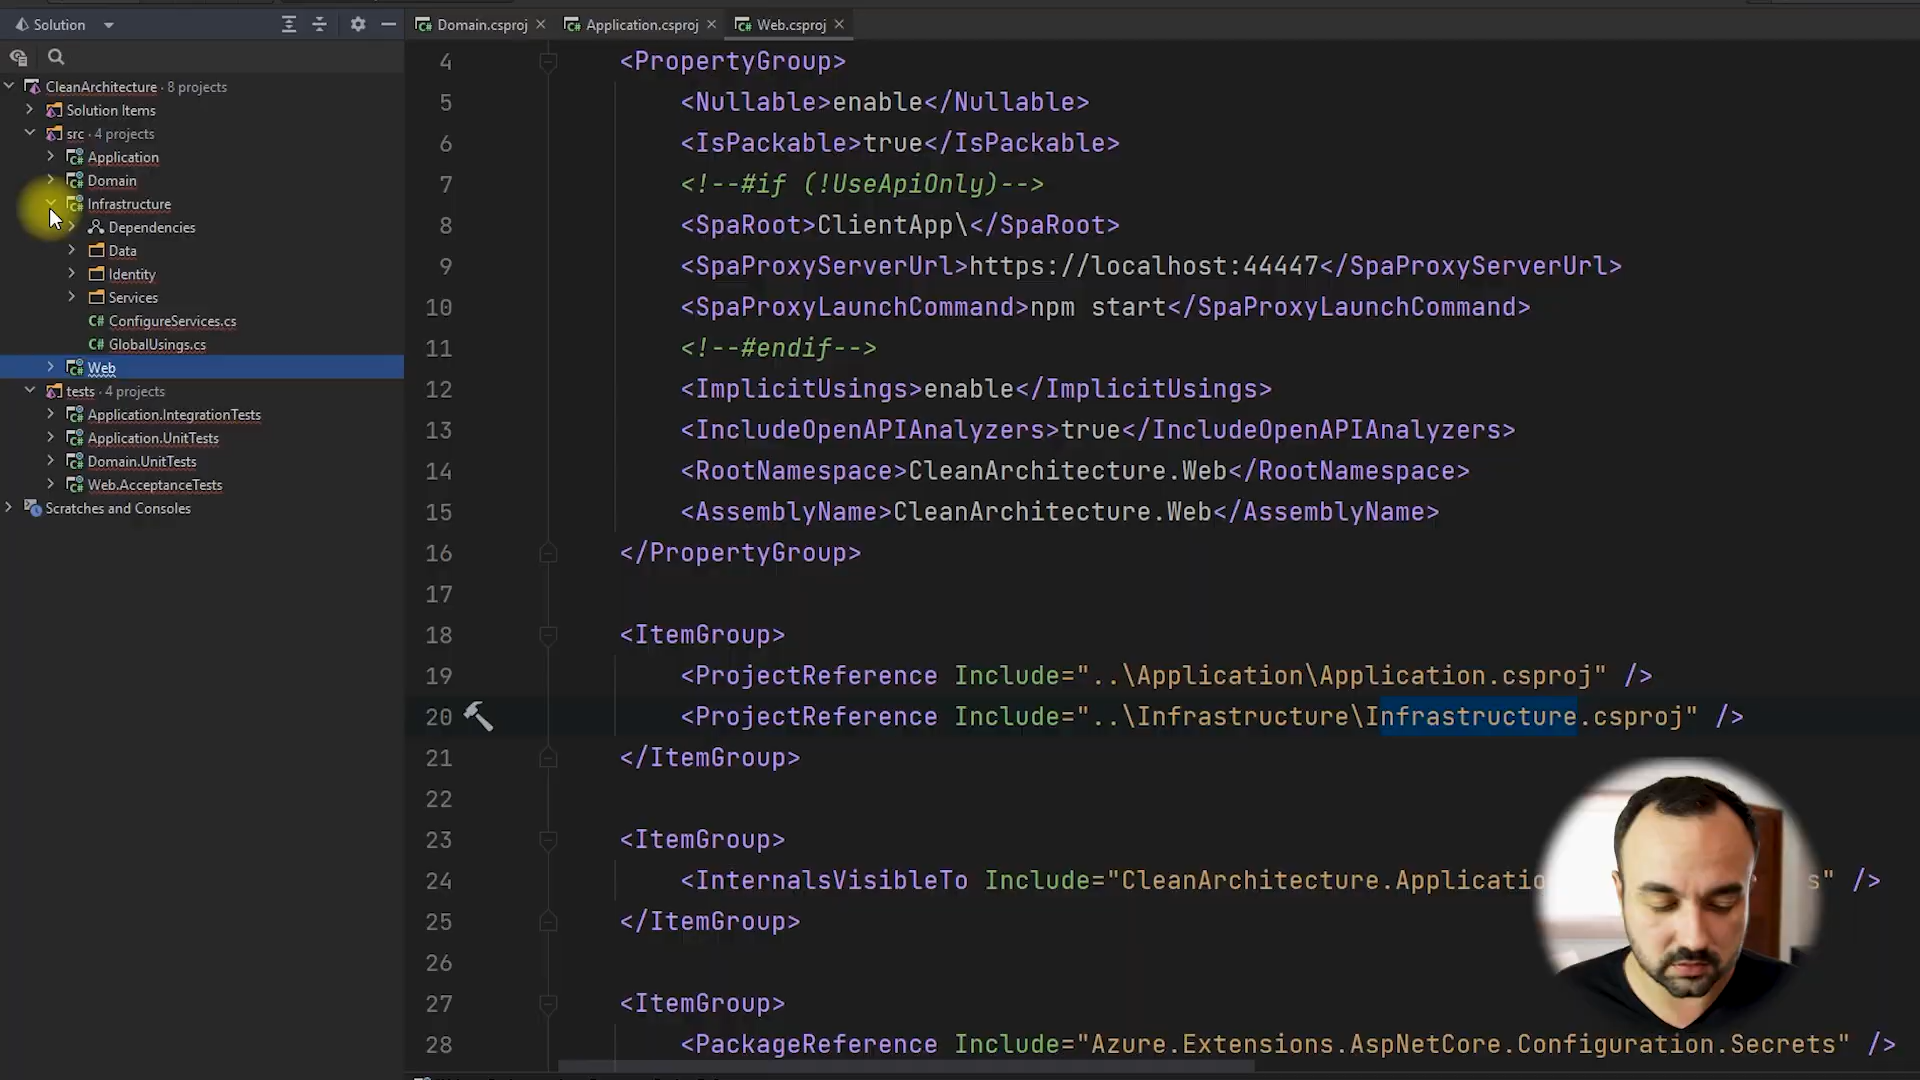 Solution
Domain.csproj
Application.csproj
Web.csproj
CleanArchitecture · 8 projects
Solution Items
src · 4 projects
Application
Domain
Infrastructure
Dependencies
Data
Identity
Services
C# ConfigureServices.cs
C# GlobalUsings.cs
Web
tests · 4 projects
Application.IntegrationTests
Application.UnitTests
Domain.UnitTests
Web.AcceptanceTests
Scratches and Consoles
4 <PropertyGroup>
5 <Nullable>enable</Nullable>
6 <IsPackable>true</IsPackable>
7 <!--#if (!UseApiOnly)-->
8 <SpaRoot>ClientApp\</SpaRoot>
9 <SpaProxyServerUrl>https://localhost:44447</SpaProxyServerUrl>
10 <SpaProxyLaunchCommand>npm start</SpaProxyLaunchCommand>
11 <!--#endif-->
12 <ImplicitUsings>enable</ImplicitUsings>
13 <IncludeOpenAPIAnalyzers>true</IncludeOpenAPIAnalyzers>
14 <RootNamespace>CleanArchitecture.Web</RootNamespace>
15 <AssemblyName>CleanArchitecture.Web</AssemblyName>
16 </PropertyGroup>
17
18 <ItemGroup>
19 <ProjectReference Include="..\Application\Application.csproj" />
20 <ProjectReference Include="..\Infrastructure\Infrastructure.csproj" />
21 </ItemGroup>
22
23 <ItemGroup>
24 <InternalsVisibleTo Include="CleanArchitecture.Applicatio s" />
25 </ItemGroup>
26
27 <ItemGroup>
28 <PackageReference Include="Azure.Extensions.AspNetCore.Configuration.Secrets" />